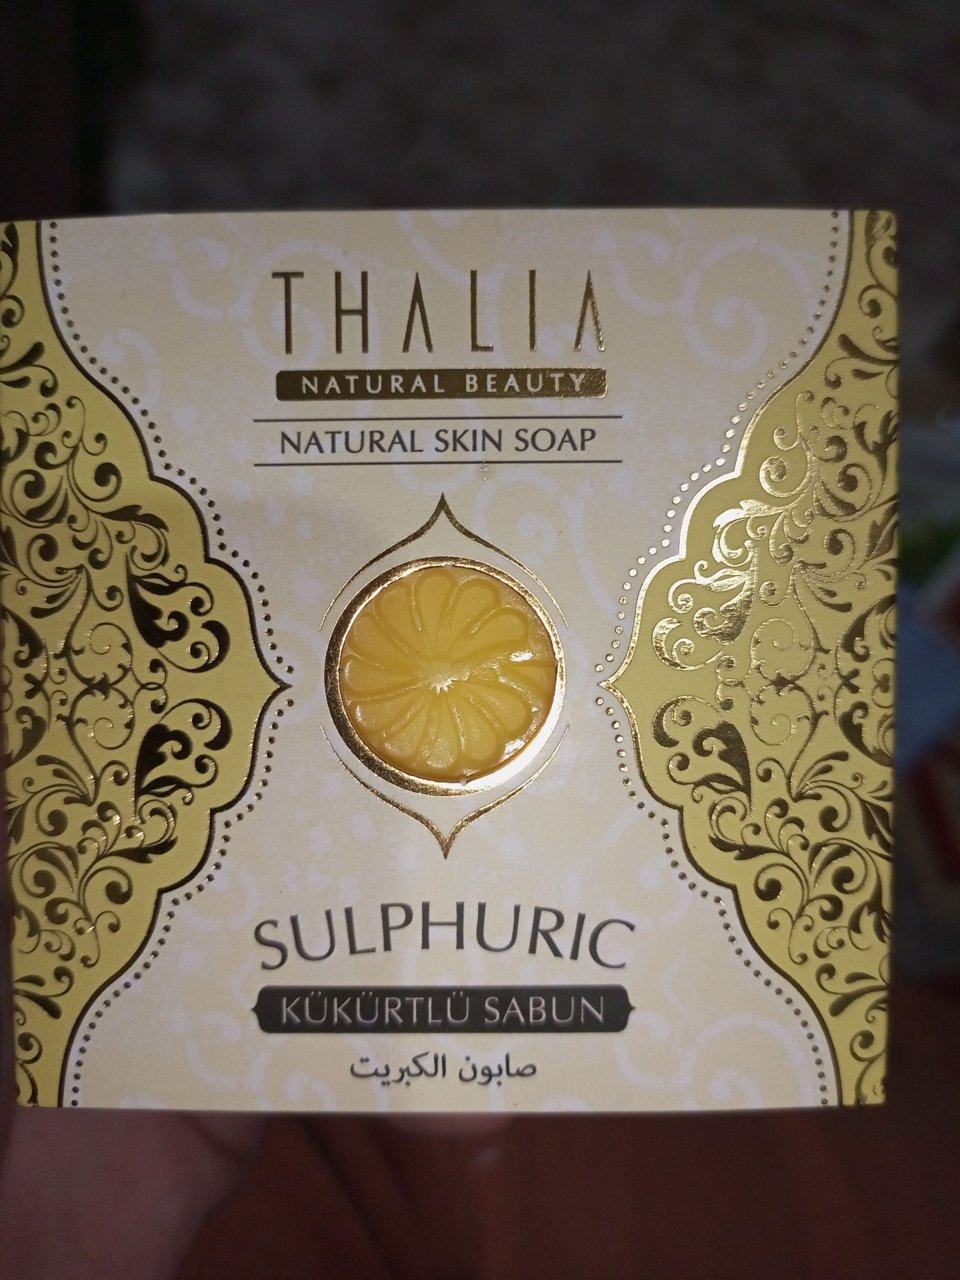 THALIA
NATURAL BEAUTY
NATURAL SKIN SOAP
SULPHURIC
KÜKÜRTLÜ SABUN
صابون الكبريت